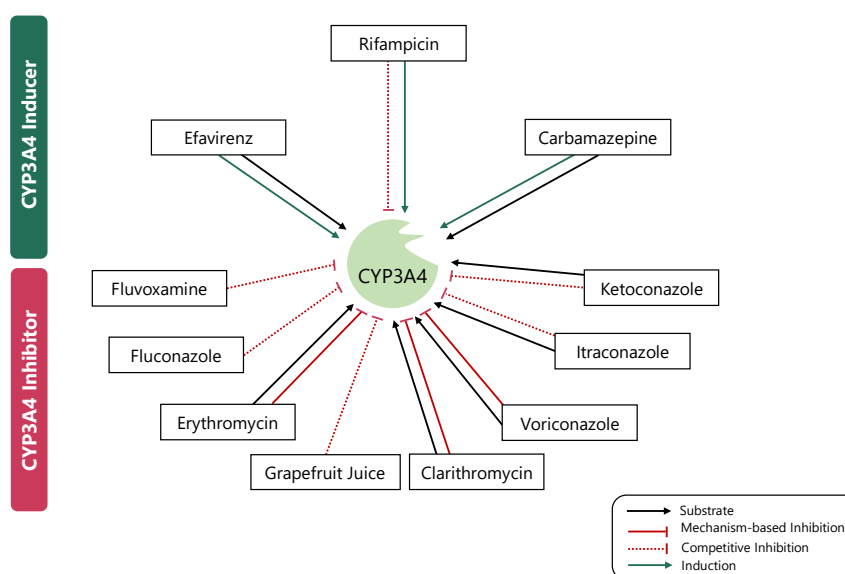 CYP3A4 Inducer
Rifampicin
Efavirenz
Carbamazepine
CYP3A4
CYP3A4 Inhibitor
Fluvoxamine
Ketoconazole
Fluconazole
Itraconazole
Erythromycin
Voriconazole
Grapefruit Juice
Clarithromycin
Substrate
Mechanism-based Inhibition
Competitive Inhibition
Induction